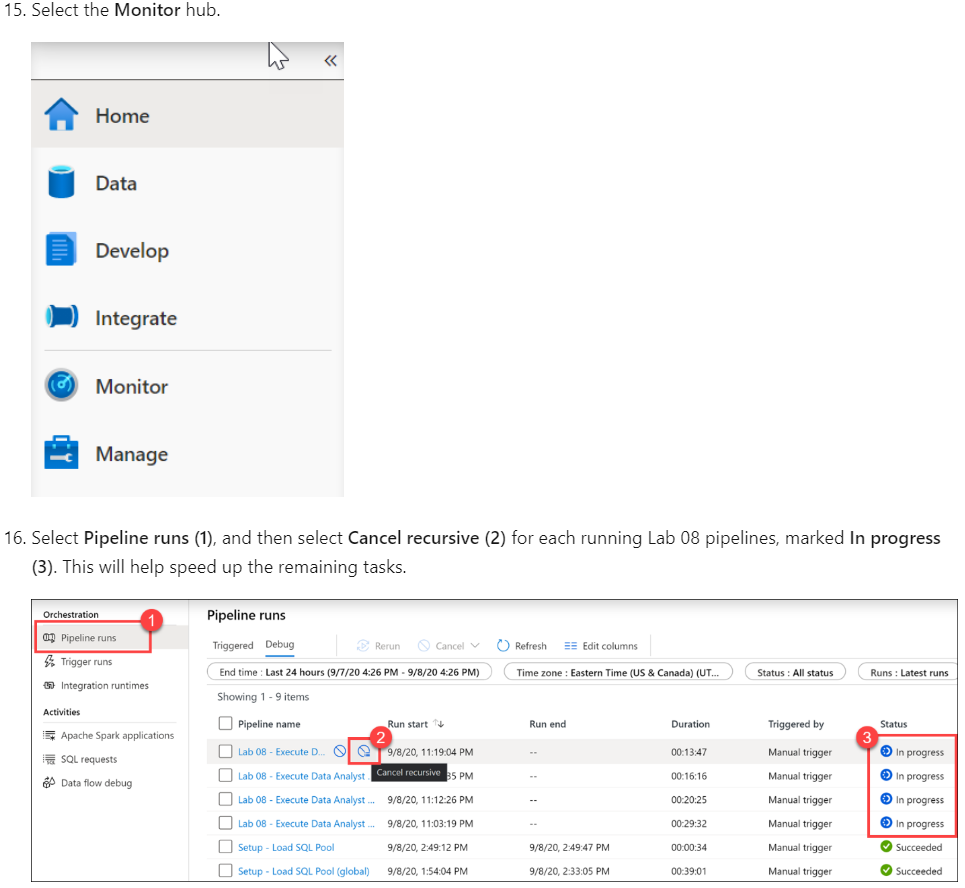 15. Select the Monitor hub.
«
Home
Data
Develop
Integrate
Monitor
Manage
16. Select Pipeline runs (1), and then select Cancel recursive (2) for each running Lab 08 pipelines, marked In progress
(3). This will help speed up the remaining tasks.
Orchestration
1
Pipeline runs
Trigger runs
Integration runtimes
Activities
Apache Spark applications
SQL requests
Data flow debug
Pipeline runs
Triggered Debug Rerun Cancel Refresh Edit columns
End time : Last 24 hours (9/7/20 4:26 PM - 9/8/20 4:26 PM) Time zone : Eastern Time (US & Canada) (UT... Status : All status Runs : Latest runs
Showing 1 - 9 items
Pipeline name Run start Run end Duration Triggered by Status
2 3
Lab 08 - Execute D... 9/8/20, 11:19:04 PM -- 00:13:47 Manual trigger In progress
Cancel recursive
Lab 08 - Execute Data Analyst 35 PM -- 00:16:16 Manual trigger In progress
Lab 08 - Execute Data Analyst ... 9/8/20, 11:12:26 PM -- 00:20:25 Manual trigger In progress
Lab 08 - Execute Data Analyst ... 9/8/20, 11:03:19 PM -- 00:29:32 Manual trigger In progress
Setup - Load SQL Pool 9/8/20, 2:49:12 PM 9/8/20, 2:49:47 PM 00:00:34 Manual trigger Succeeded
Setup - Load SQL Pool (global) 9/8/20, 1:54:04 PM 9/8/20, 2:33:05 PM 00:39:01 Manual trigger Succeeded